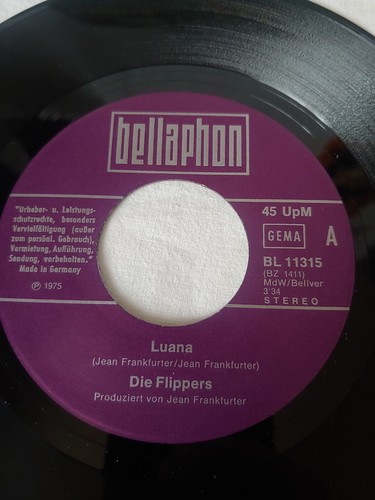 bellaphon
"Urheber- u. Leistungs-
schutzrechte, besonders
Vervielfältigung (außer
zum persönl. Gebrauch),
Vermietung, Aufführung,
Sendung, vorbehalten."
Made in Germany
Ⓟ 1975
45 UpM
GEMA A
BL 11315
(BZ 1411)
MdW/Bellver
3'34
STEREO
Luana
(Jean Frankfurter/Jean Frankfurter)
Die Flippers
Produziert von Jean Frankfurter